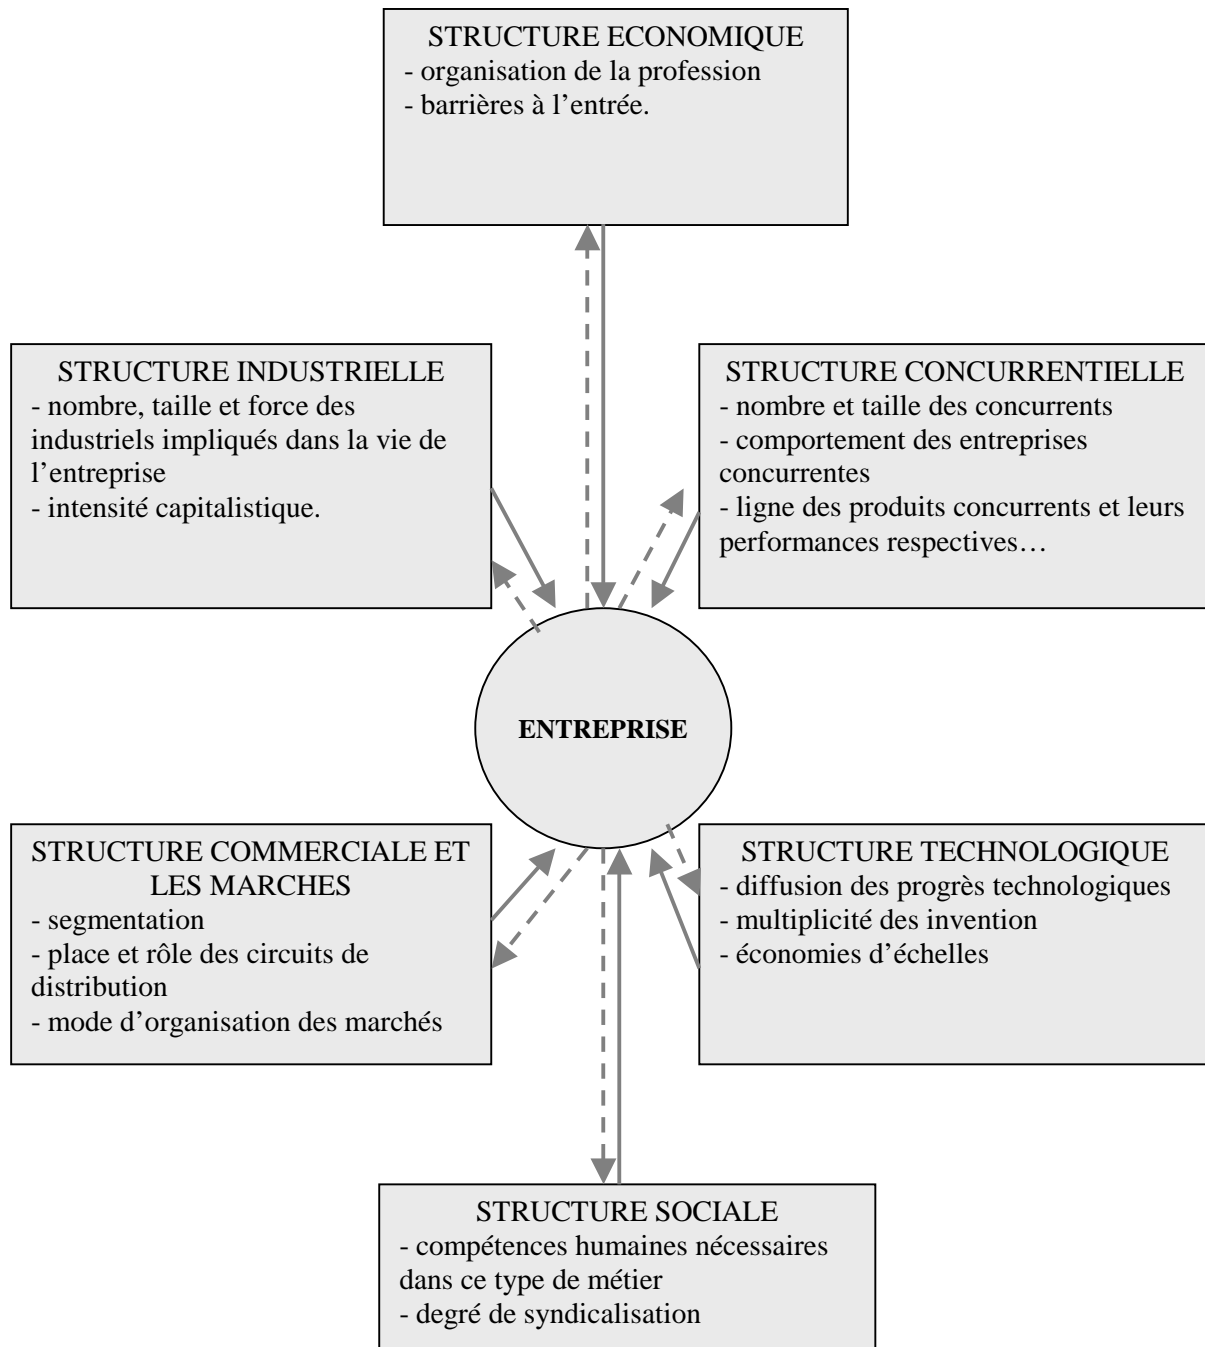 STRUCTURE ECONOMIQUE
- organisation de la profession
- barrières à l’entrée.
STRUCTURE INDUSTRIELLE
- nombre, taille et force des
industriels impliqués dans la vie de
l’entreprise
- intensité capitalistique.
STRUCTURE CONCURRENTIELLE
- nombre et taille des concurrents
- comportement des entreprises
concurrentes
- ligne des produits concurrents et leurs
performances respectives…
ENTREPRISE
STRUCTURE COMMERCIALE ET
LES MARCHES
- segmentation
- place et rôle des circuits de
distribution
- mode d’organisation des marchés
STRUCTURE TECHNOLOGIQUE
- diffusion des progrès technologiques
- multiplicité des invention
- économies d’échelles
STRUCTURE SOCIALE
- compétences humaines nécessaires
dans ce type de métier
- degré de syndicalisation